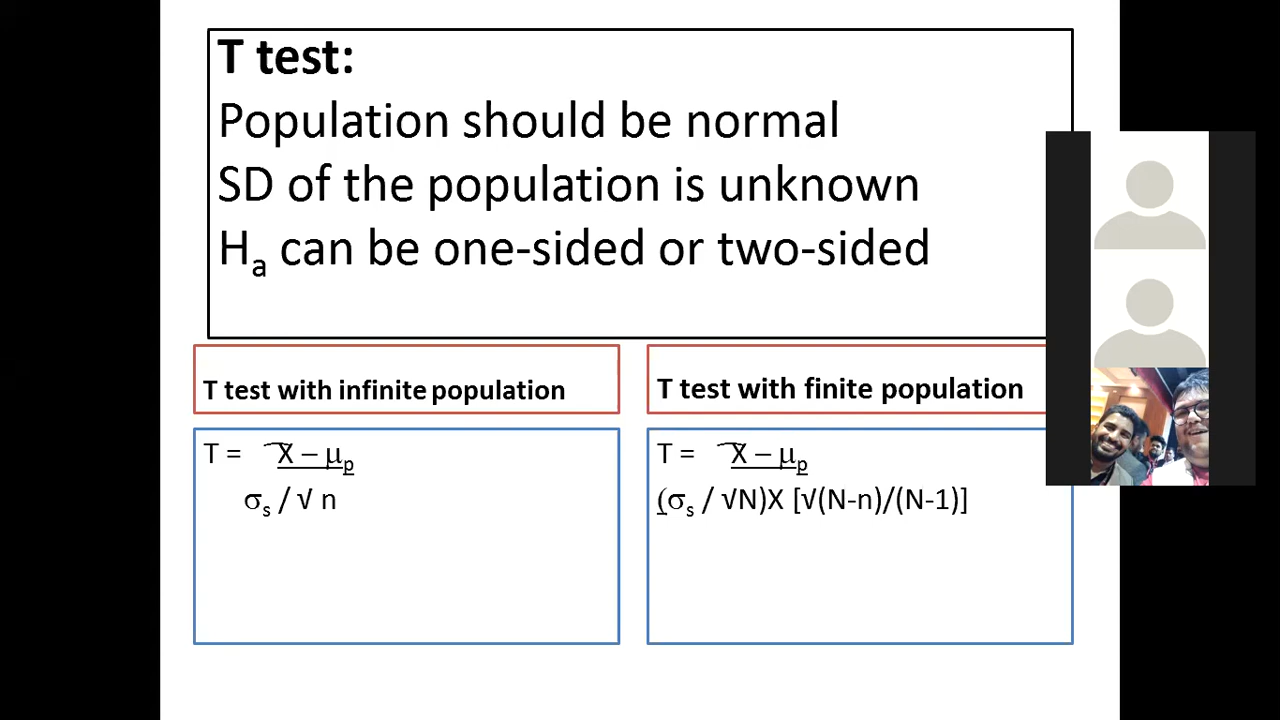 T test:
Population should be normal
SD of the population is unknown
Hₐ can be one-sided or two-sided
T test with infinite population
T = X̅ – μₚ
σₛ / √ n
T test with finite population
T = X̅ – μₚ
(σₛ / √N)X [√(N-n)/(N-1)]